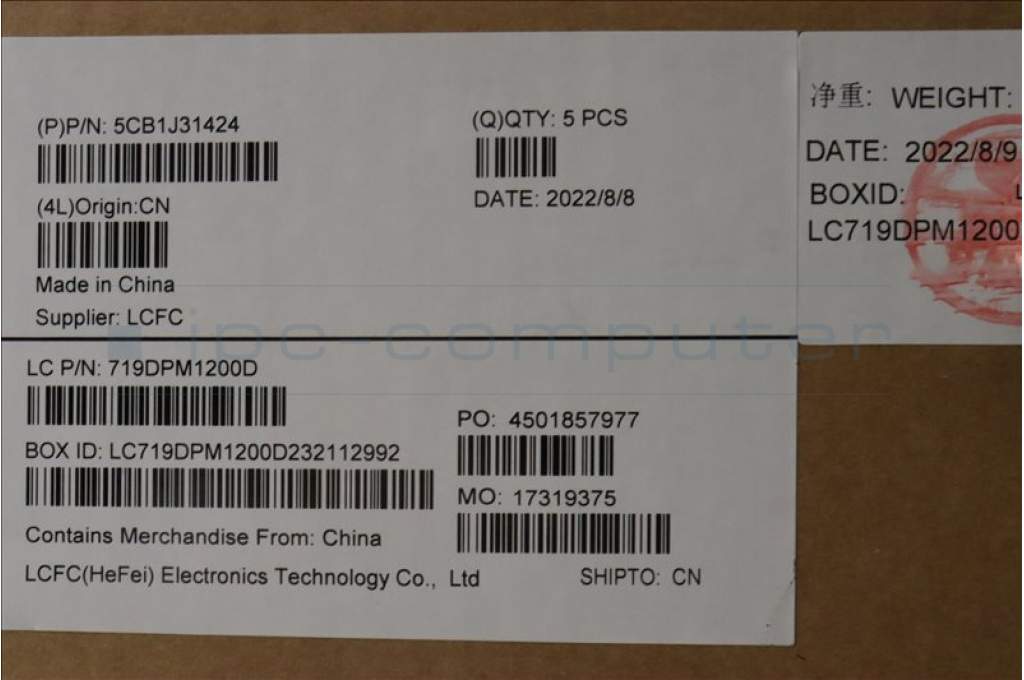 (P)P/N: 5CB1J31424
(Q)QTY: 5 PCS
DATE: 2022/8/8
(4L)Origin:CN
Made in China
Supplier: LCFC
LC P/N: 719DPM1200D
BOX ID: LC719DPM1200D232112992
PO: 4501857977
MO: 17319375
Contains Merchandise From: China
LCFC(HeFei) Electronics Technology Co., Ltd
SHIPTO: CN
净重: WEIGHT:
DATE: 2022/8/9
BOXID:
LC719DPM1200
ipc-computer